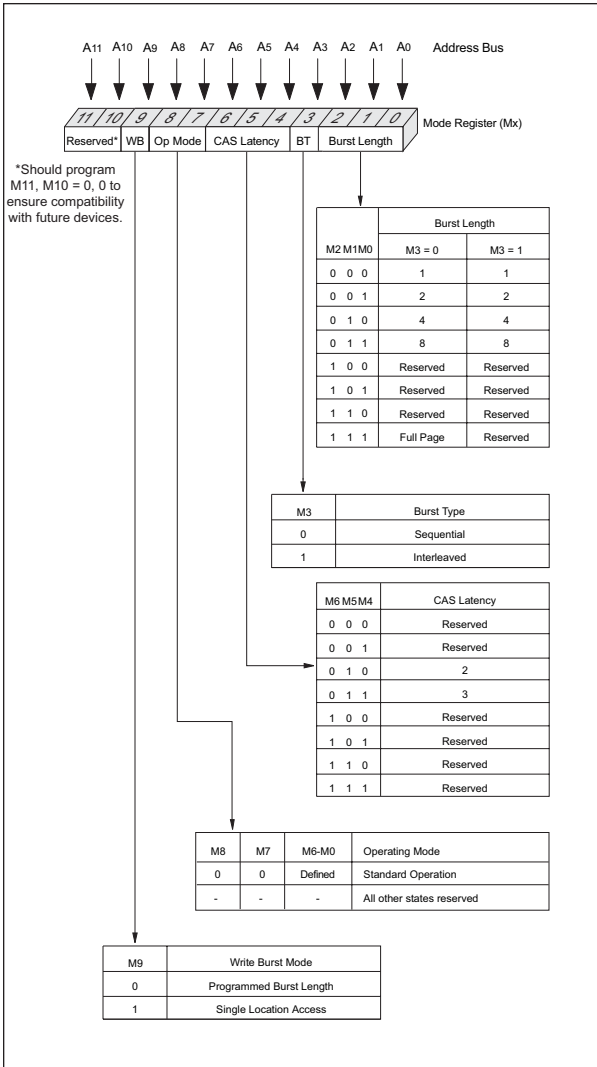 A11 A10 A9 A8 A7 A6 A5 A4 A3 A2 A1 A0 Address Bus
11 10 9 8 7 6 5 4 3 2 1 0 Mode Register (Mx)
Reserved* WB Op Mode CAS Latency BT Burst Length
*Should program
M11, M10 = 0, 0 to
ensure compatibility
with future devices.
Burst Length
M2 M1 M0 M3 = 0 M3 = 1
0 0 0 1 1
0 0 1 2 2
0 1 0 4 4
0 1 1 8 8
1 0 0 Reserved Reserved
1 0 1 Reserved Reserved
1 1 0 Reserved Reserved
1 1 1 Full Page Reserved
M3 Burst Type
0 Sequential
1 Interleaved
M6 M5 M4 CAS Latency
0 0 0 Reserved
0 0 1 Reserved
0 1 0 2
0 1 1 3
1 0 0 Reserved
1 0 1 Reserved
1 1 0 Reserved
1 1 1 Reserved
M8 M7 M6-M0 Operating Mode
0 0 Defined Standard Operation
- - - All other states reserved
M9 Write Burst Mode
0 Programmed Burst Length
1 Single Location Access